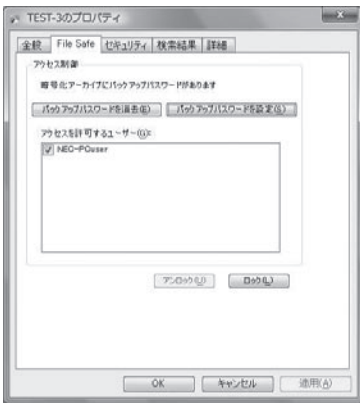 TEST-3のプロパティ
全般 File Safe セキュリティ 検索結果 詳細
アクセス制御
暗号化アーカイブにバックアップパスワードがあります
バックアップパスワードを消去(E) バックアップパスワードを設定(S)
アクセスを許可するユーザー(G):
NEC-POuser
アンロック(U) ロック(L)
OK キャンセル 適用(A)